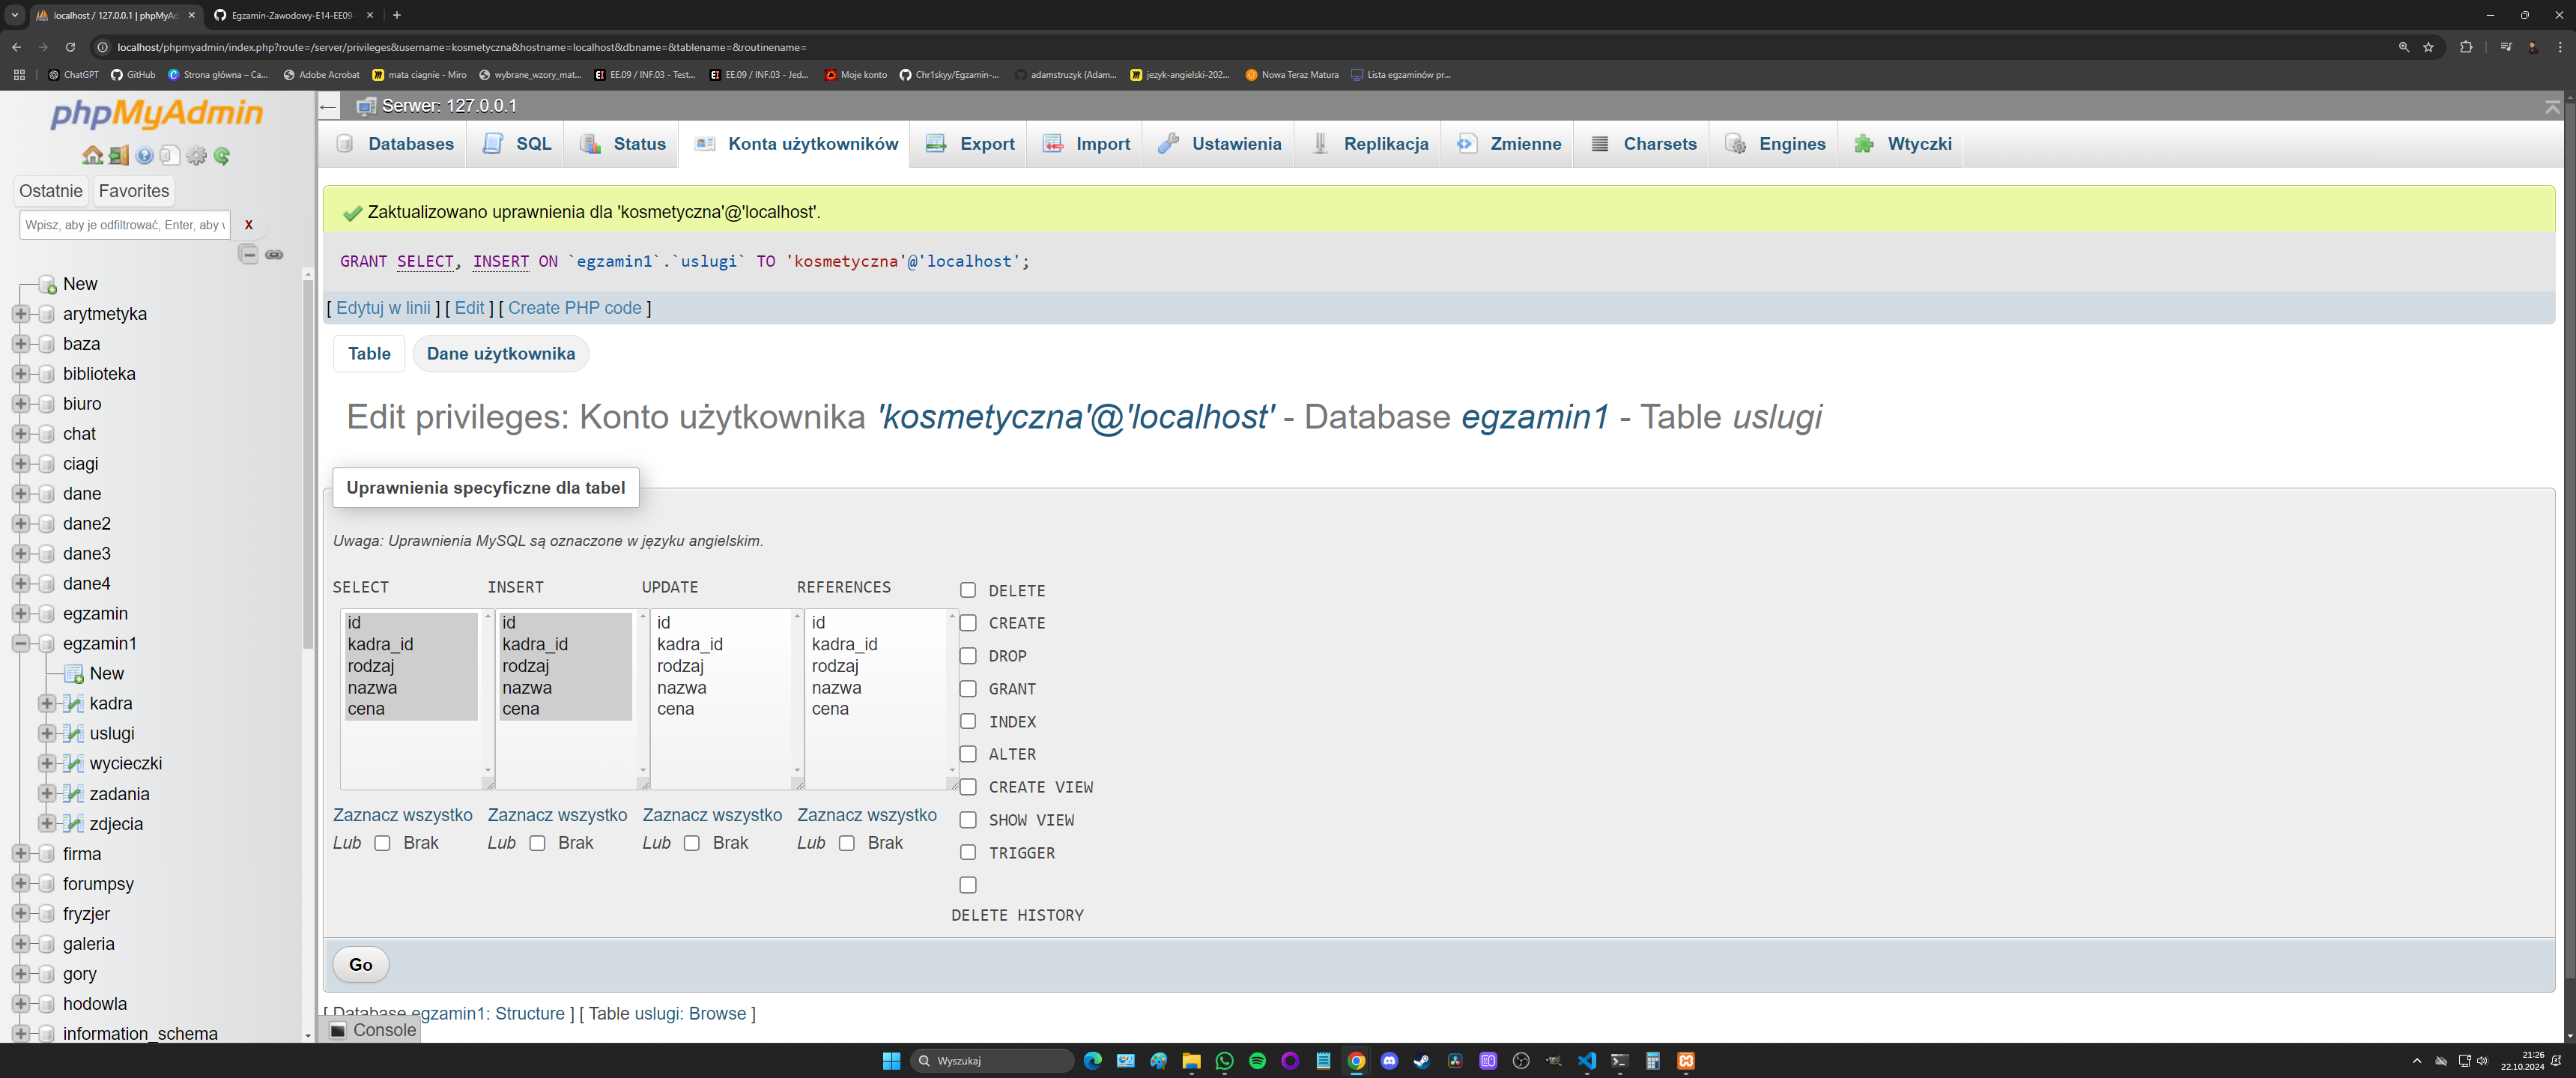 localhost / 127.0.0.1 | phpMyAd
Egzamin-Zawodowy-E14-EE09-
localhost/phpmyadmin/index.php?route=/server/privileges&username=kosmetyczna&hostname=localhost&dbname=&tablename=&routinename=
ChatGPT
GitHub
Strona główna – Ca...
Adobe Acrobat
mata ciagnie - Miro
wybrane_wzory_mat...
EE.09 / INF.03 - Test...
EE.09 / INF.03 - Jed...
Moje konto
Chr1skyy/Egzamin-...
adamstruzyk (Adam...
jezyk-angielski-202...
Nowa Teraz Matura
Lista egzaminów pr...
phpMyAdmin
Ostatnie
Favorites
Wpisz, aby je odfiltrować, Enter, aby w
X
New
arytmetyka
baza
biblioteka
biuro
chat
ciagi
dane
dane2
dane3
dane4
egzamin
egzamin1
New
kadra
uslugi
wycieczki
zadania
zdjecia
firma
forumpsy
fryzjer
galeria
gory
hodowla
information_schema
Serwer: 127.0.0.1
Databases
SQL
Status
Konta użytkowników
Export
Import
Ustawienia
Replikacja
Zmienne
Charsets
Engines
Wtyczki
Zaktualizowano uprawnienia dla 'kosmetyczna'@'localhost'.
GRANT SELECT, INSERT ON `egzamin1`.`uslugi` TO 'kosmetyczna'@'localhost';
[ Edytuj w linii ] [ Edit ] [ Create PHP code ]
Table
Dane użytkownika
Edit privileges: Konto użytkownika 'kosmetyczna'@'localhost' - Database egzamin1 - Table uslugi
Uprawnienia specyficzne dla tabel
Uwaga: Uprawnienia MySQL są oznaczone w języku angielskim.
SELECT
id
kadra_id
rodzaj
nazwa
cena
Zaznacz wszystko
Lub Brak
INSERT
id
kadra_id
rodzaj
nazwa
cena
Zaznacz wszystko
Lub Brak
UPDATE
id
kadra_id
rodzaj
nazwa
cena
Zaznacz wszystko
Lub Brak
REFERENCES
id
kadra_id
rodzaj
nazwa
cena
Zaznacz wszystko
Lub Brak
DELETE
CREATE
DROP
GRANT
INDEX
ALTER
CREATE VIEW
SHOW VIEW
TRIGGER
DELETE HISTORY
Go
[ Database egzamin1: Structure ] [ Table uslugi: Browse ]
Console
Wyszukaj
21:26
22.10.2024